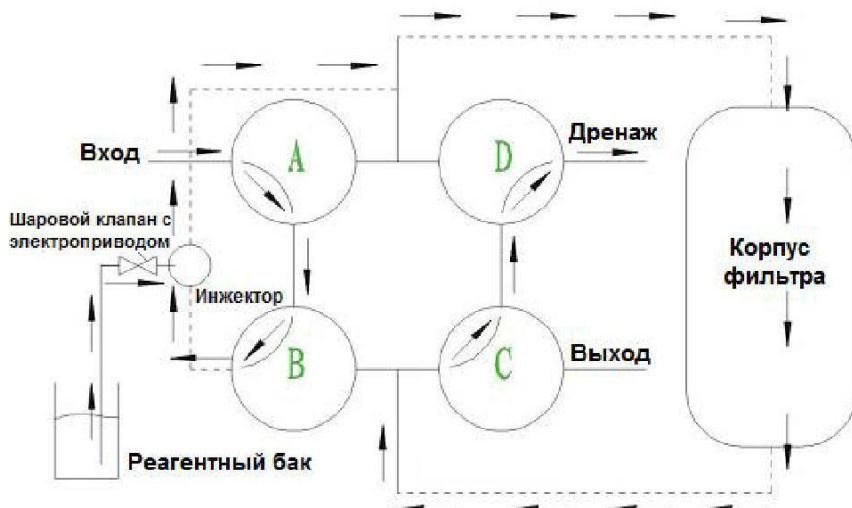 Вход
A
D
Дренаж
Шаровой клапан с
электроприводом
Инжектор
Корпус
фильтра
B
C
Выход
Реагентный бак